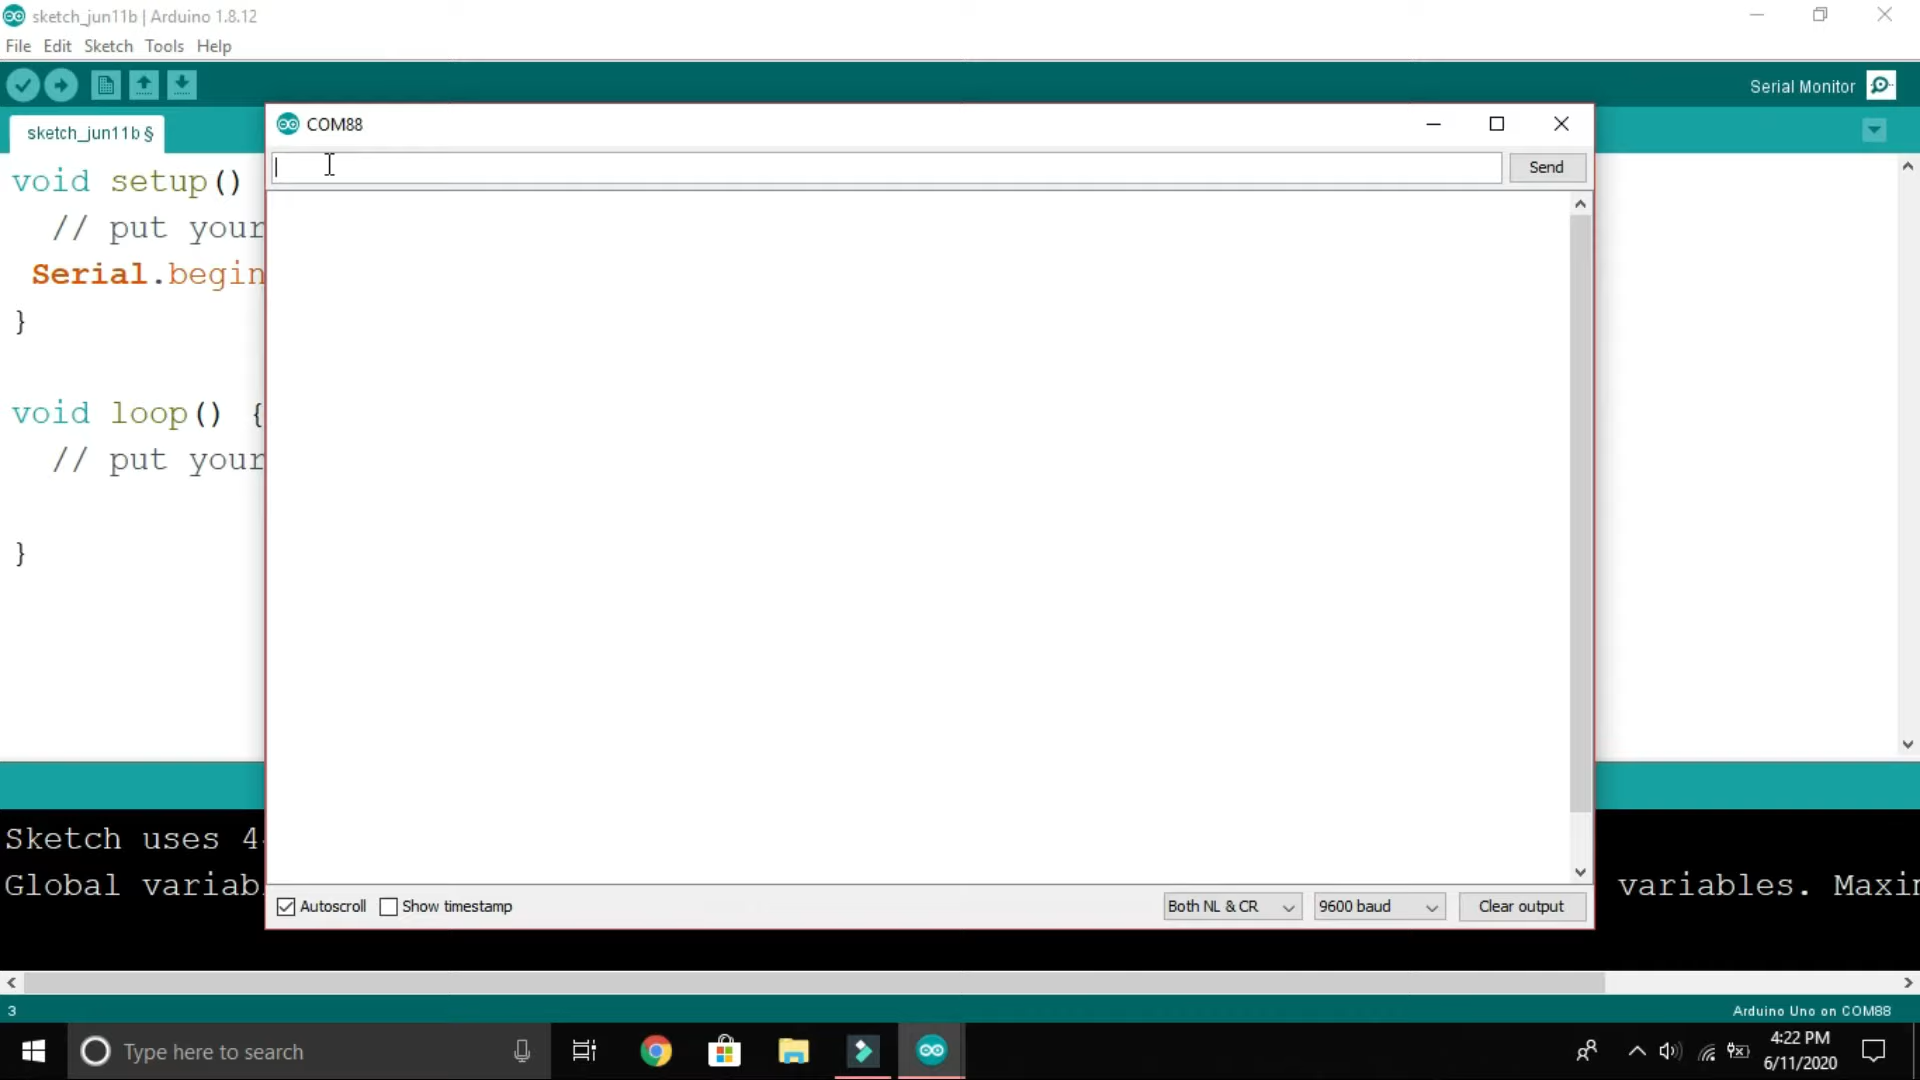 sketch_jun11b | Arduino 1.8.12
File Edit Sketch Tools Help
Serial Monitor
sketch_jun11b §
COM88
Send
void setup()
// put your
Serial.begin
}
void loop() {
// put your
}
Sketch uses 4
Global variab
variables. Maxi
Autoscroll Show timestamp Both NL & CR 9600 baud Clear output
3
Arduino Uno on COM88
Type here to search
4:22 PM
6/11/2020